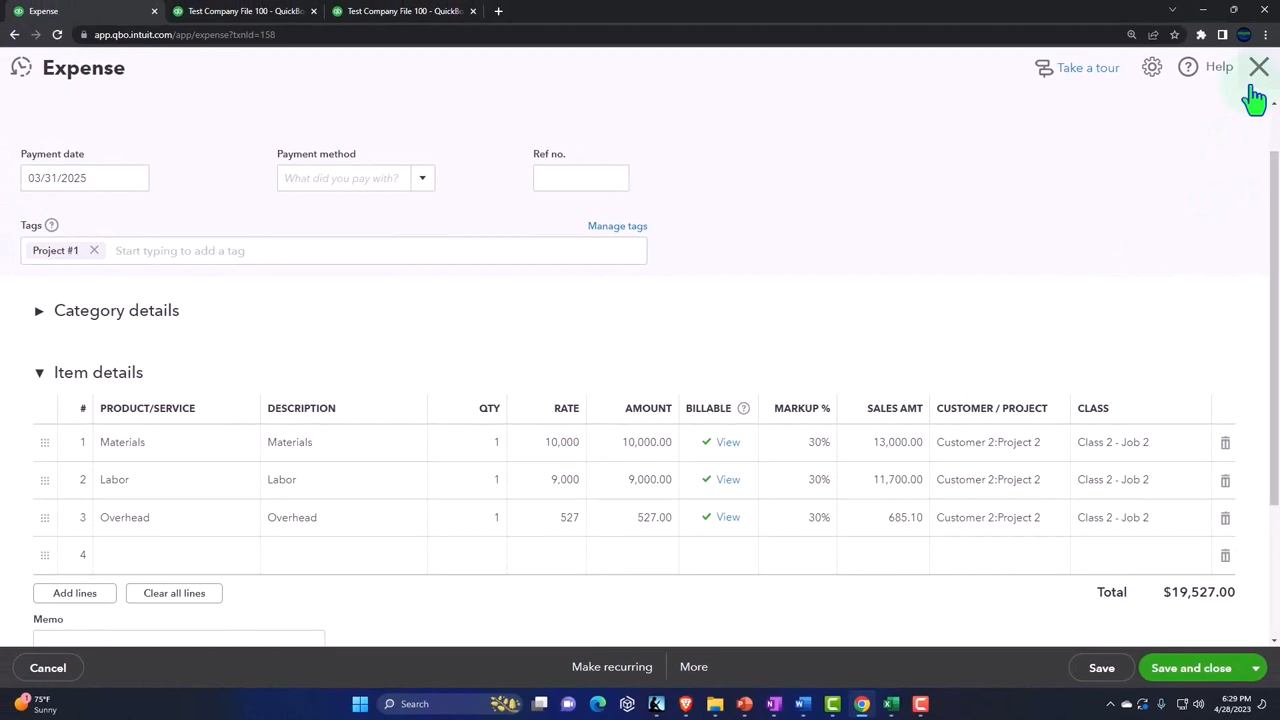 Expense
Test Company File 100 - QuickBo
Test Company File 100 - QuickBo
app.qbo.intuit.com/app/expense?txnId=158
Expense
Take a tour
Help
Payment date
Payment method
Ref no.
03/31/2025
What did you pay with?
Tags
Manage tags
Project #1
Start typing to add a tag
Category details
Item details
# PRODUCT/SERVICE DESCRIPTION QTY RATE AMOUNT BILLABLE MARKUP % SALES AMT CUSTOMER / PROJECT CLASS
1 Materials Materials 1 10,000 10,000.00 View 30% 13,000.00 Customer 2:Project 2 Class 2 - Job 2
2 Labor Labor 1 9,000 9,000.00 View 30% 11,700.00 Customer 2:Project 2 Class 2 - Job 2
3 Overhead Overhead 1 527 527.00 View 30% 685.10 Customer 2:Project 2 Class 2 - Job 2
4
Add lines
Clear all lines
Total $19,527.00
Memo
Cancel
Make recurring
More
Save
Save and close
75°F
Sunny
Search
6:29 PM
4/28/2023